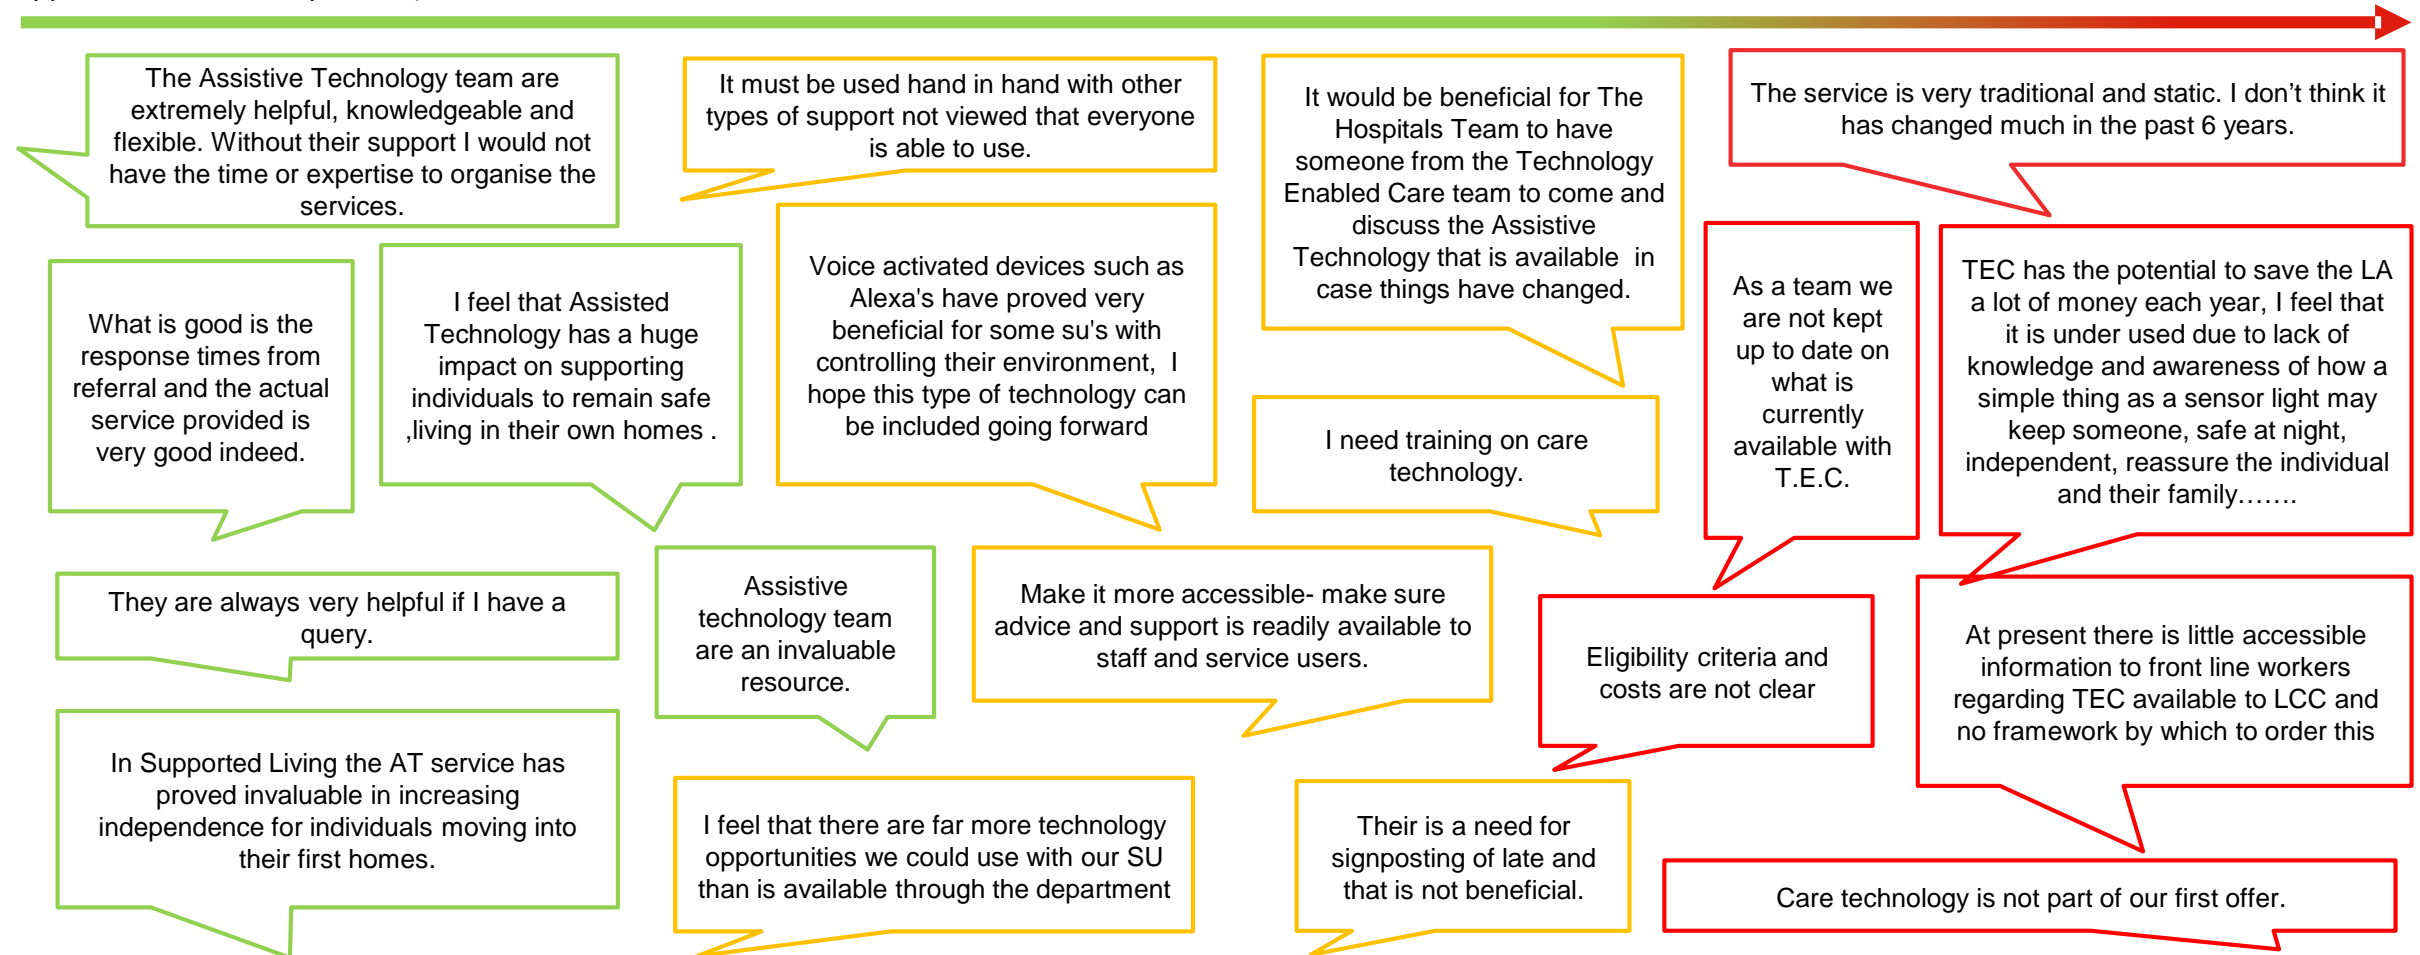 The Assistive Technology team are
extremely helpful, knowledgeable and
flexible. Without their support I would not
have the time or expertise to organise the
services.
What is good is the
response times from
referral and the actual
service provided is
very good indeed.
I feel that Assisted
Technology has a huge
impact on supporting
individuals to remain safe
,living in their own homes .
They are always very helpful if I have a
query.
Assistive
technology team
are an invaluable
resource.
In Supported Living the AT service has
proved invaluable in increasing
independence for individuals moving into
their first homes.
It must be used hand in hand with other
types of support not viewed that everyone
is able to use.
Voice activated devices such as
Alexa's have proved very
beneficial for some su's with
controlling their environment, I
hope this type of technology can
be included going forward
It would be beneficial for The
Hospitals Team to have
someone from the Technology
Enabled Care team to come and
discuss the Assistive
Technology that is available in
case things have changed.
I need training on care
technology.
Make it more accessible- make sure
advice and support is readily available to
staff and service users.
I feel that there are far more technology
opportunities we could use with our SU
than is available through the department
Their is a need for
signposting of late and
that is not beneficial.
The service is very traditional and static. I don’t think it
has changed much in the past 6 years.
As a team we
are not kept
up to date on
what is
currently
available with
T.E.C.
TEC has the potential to save the LA
a lot of money each year, I feel that
it is under used due to lack of
knowledge and awareness of how a
simple thing as a sensor light may
keep someone, safe at night,
independent, reassure the individual
and their family…….
Eligibility criteria and
costs are not clear
At present there is little accessible
information to front line workers
regarding TEC available to LCC and
no framework by which to order this
Care technology is not part of our first offer.